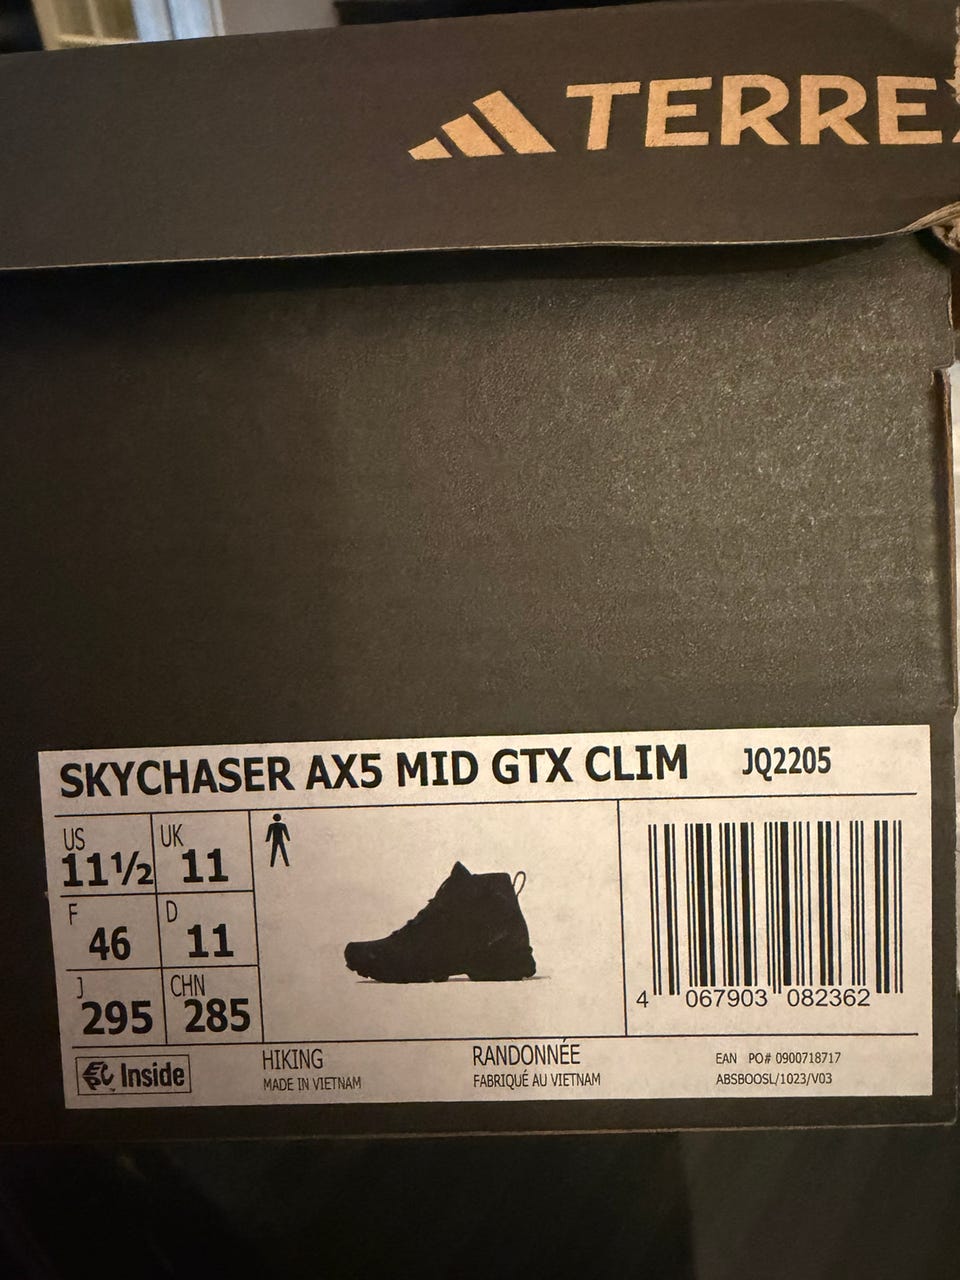 TERREX
SKYCHASER AX5 MID GTX CLIM JQ2205
US 11½ UK 11
F 46 D 11
J 295 CHN 285
4 067903 082362
Inside
HIKING
MADE IN VIETNAM
RANDONNÉE
FABRIQUÉ AU VIETNAM
EAN PO# 0900718717
ABSBOOSL/1023/V03